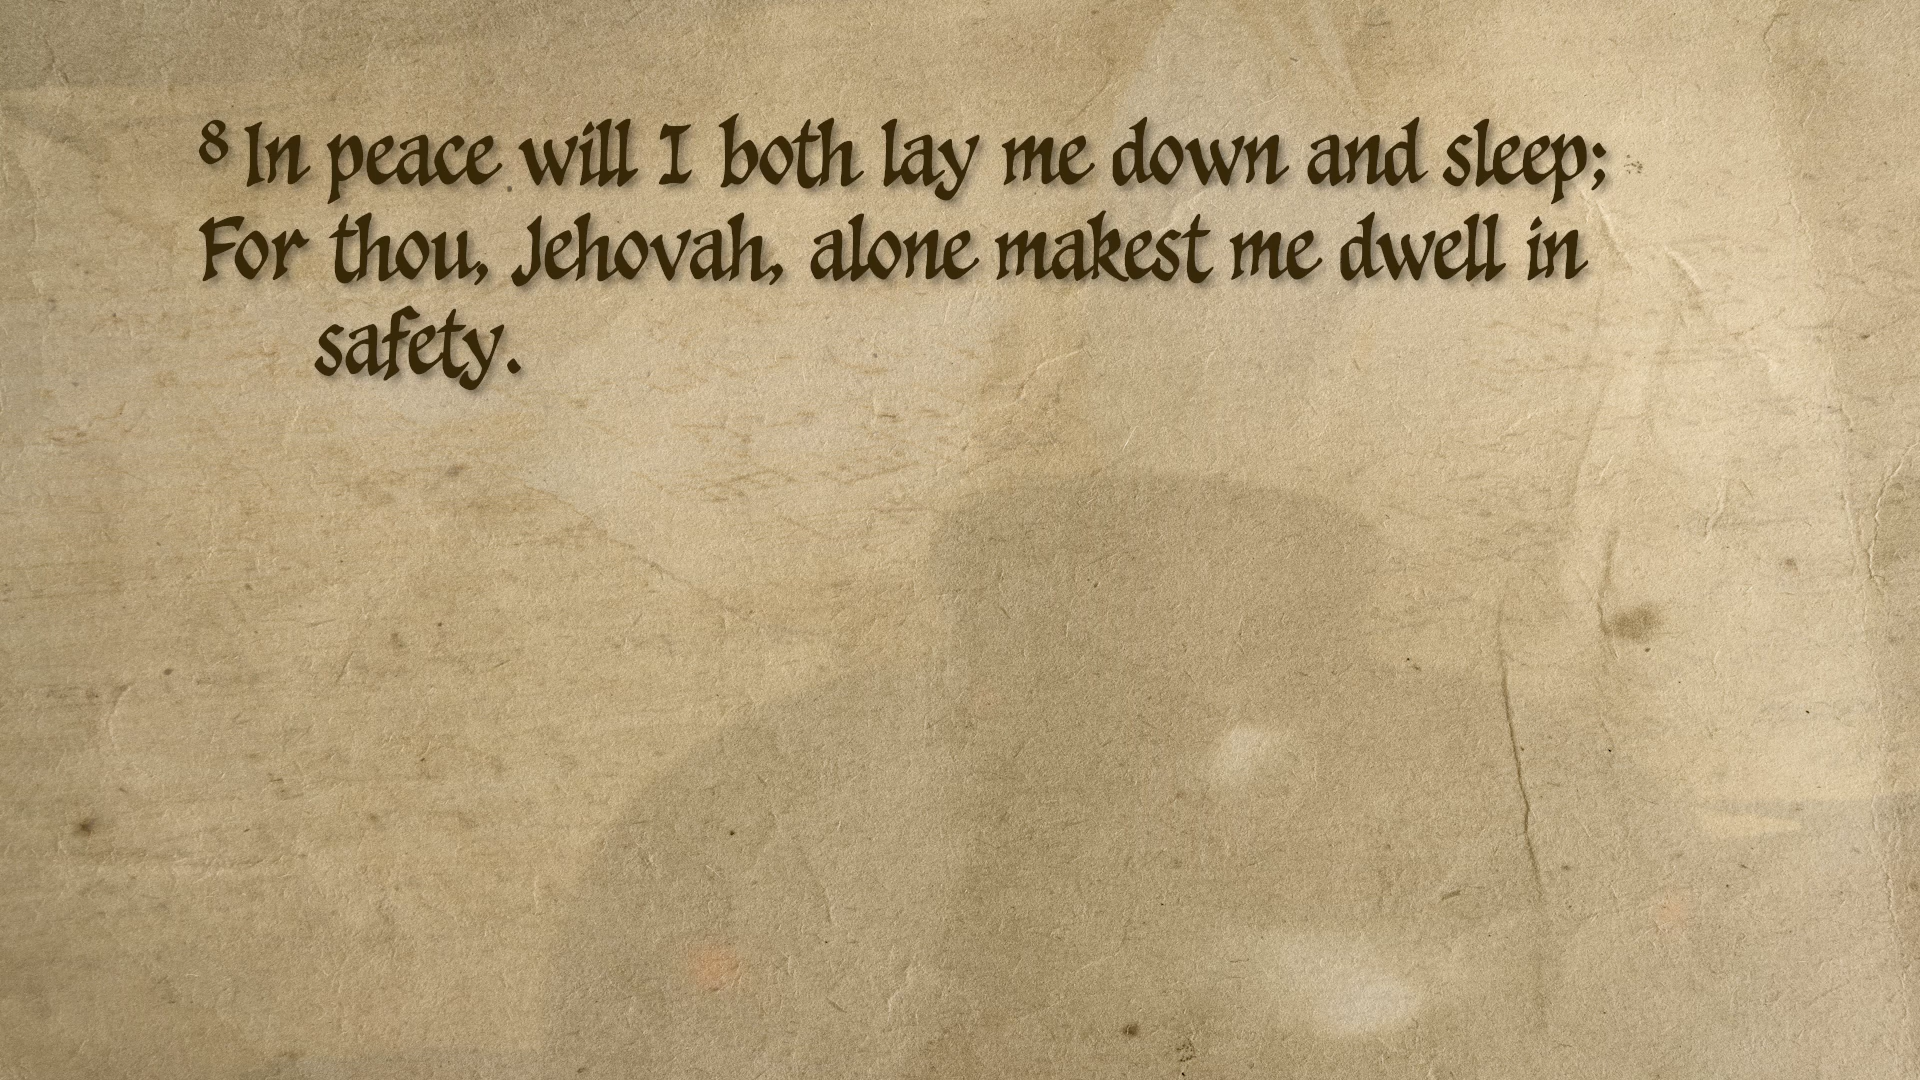 8 In peace will I both lay me down and sleep;
For thou, Jehovah, alone makest me dwell in
safety.